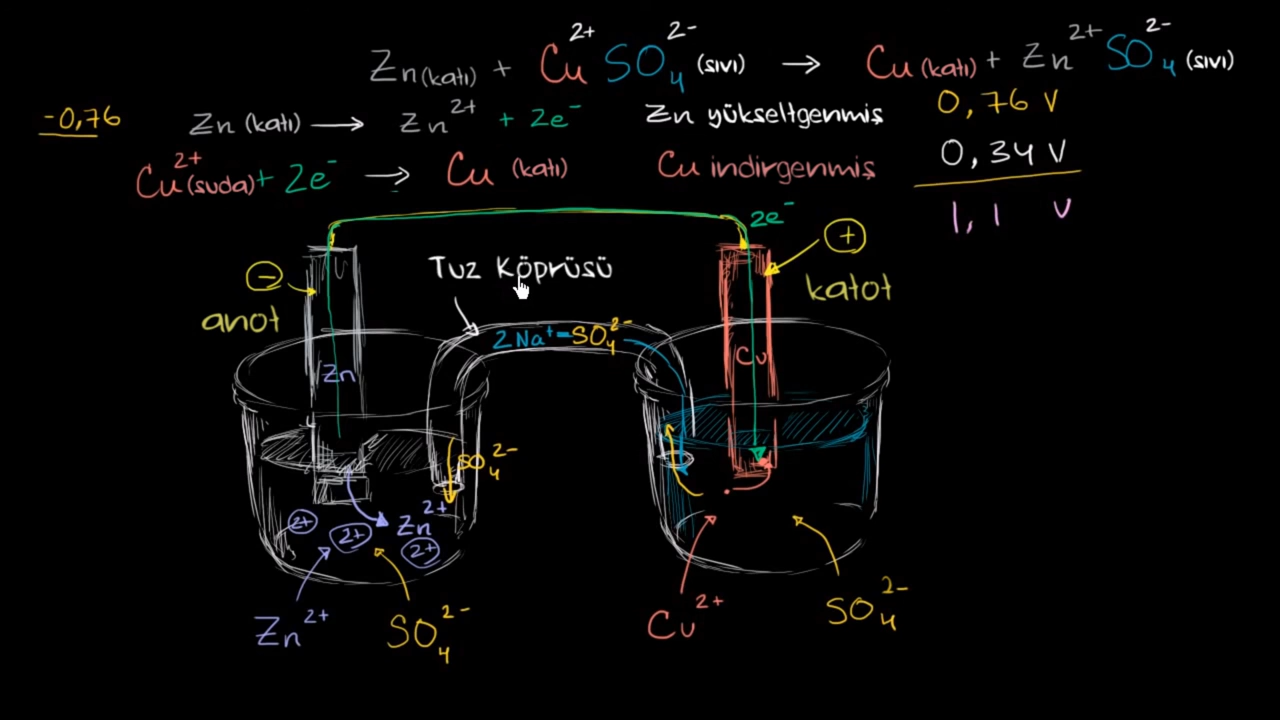 Zn(katı) + Cu²⁺ SO₄²⁻ (sıvı) → Cu(katı) + Zn²⁺ SO₄²⁻ (sıvı)
-0,76 Zn (katı) → Zn²⁺ + 2e⁻ Zn yükseltgenmiş 0,76 V
Cu²⁺(suda) + 2e⁻ → Cu (katı) Cu indirgenmiş 0,34 V
1,1 V
2e⁻
+
-
Tuz Köprüsü
katot
anot
2Na⁺-SO₄²⁻
Zn
Cu
SO₄²⁻
Zn²⁺
2+
2+
2+
Zn²⁺
SO₄²⁻
Cu²⁺
SO₄²⁻